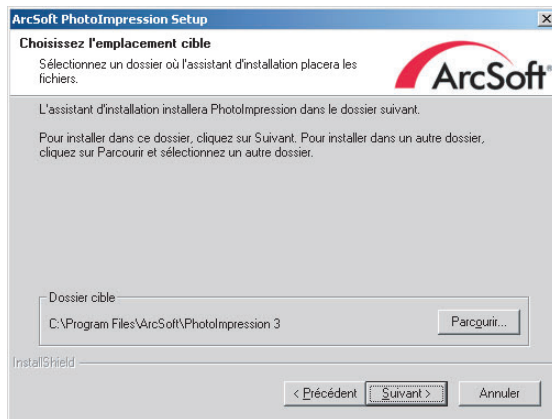 ArcSoft PhotoImpression Setup
Choisissez l'emplacement cible
Sélectionnez un dossier où l'assistant d'installation placera les
fichiers.
ArcSoft®
L'assistant d'installation installera PhotoImpression dans le dossier suivant.
Pour installer dans ce dossier, cliquez sur Suivant. Pour installer dans un autre dossier,
cliquez sur Parcourir et sélectionnez un autre dossier.
Dossier cible
C:\Program Files\ArcSoft\PhotoImpression 3
Parcourir...
InstallShield
< Précédent
Suivant >
Annuler